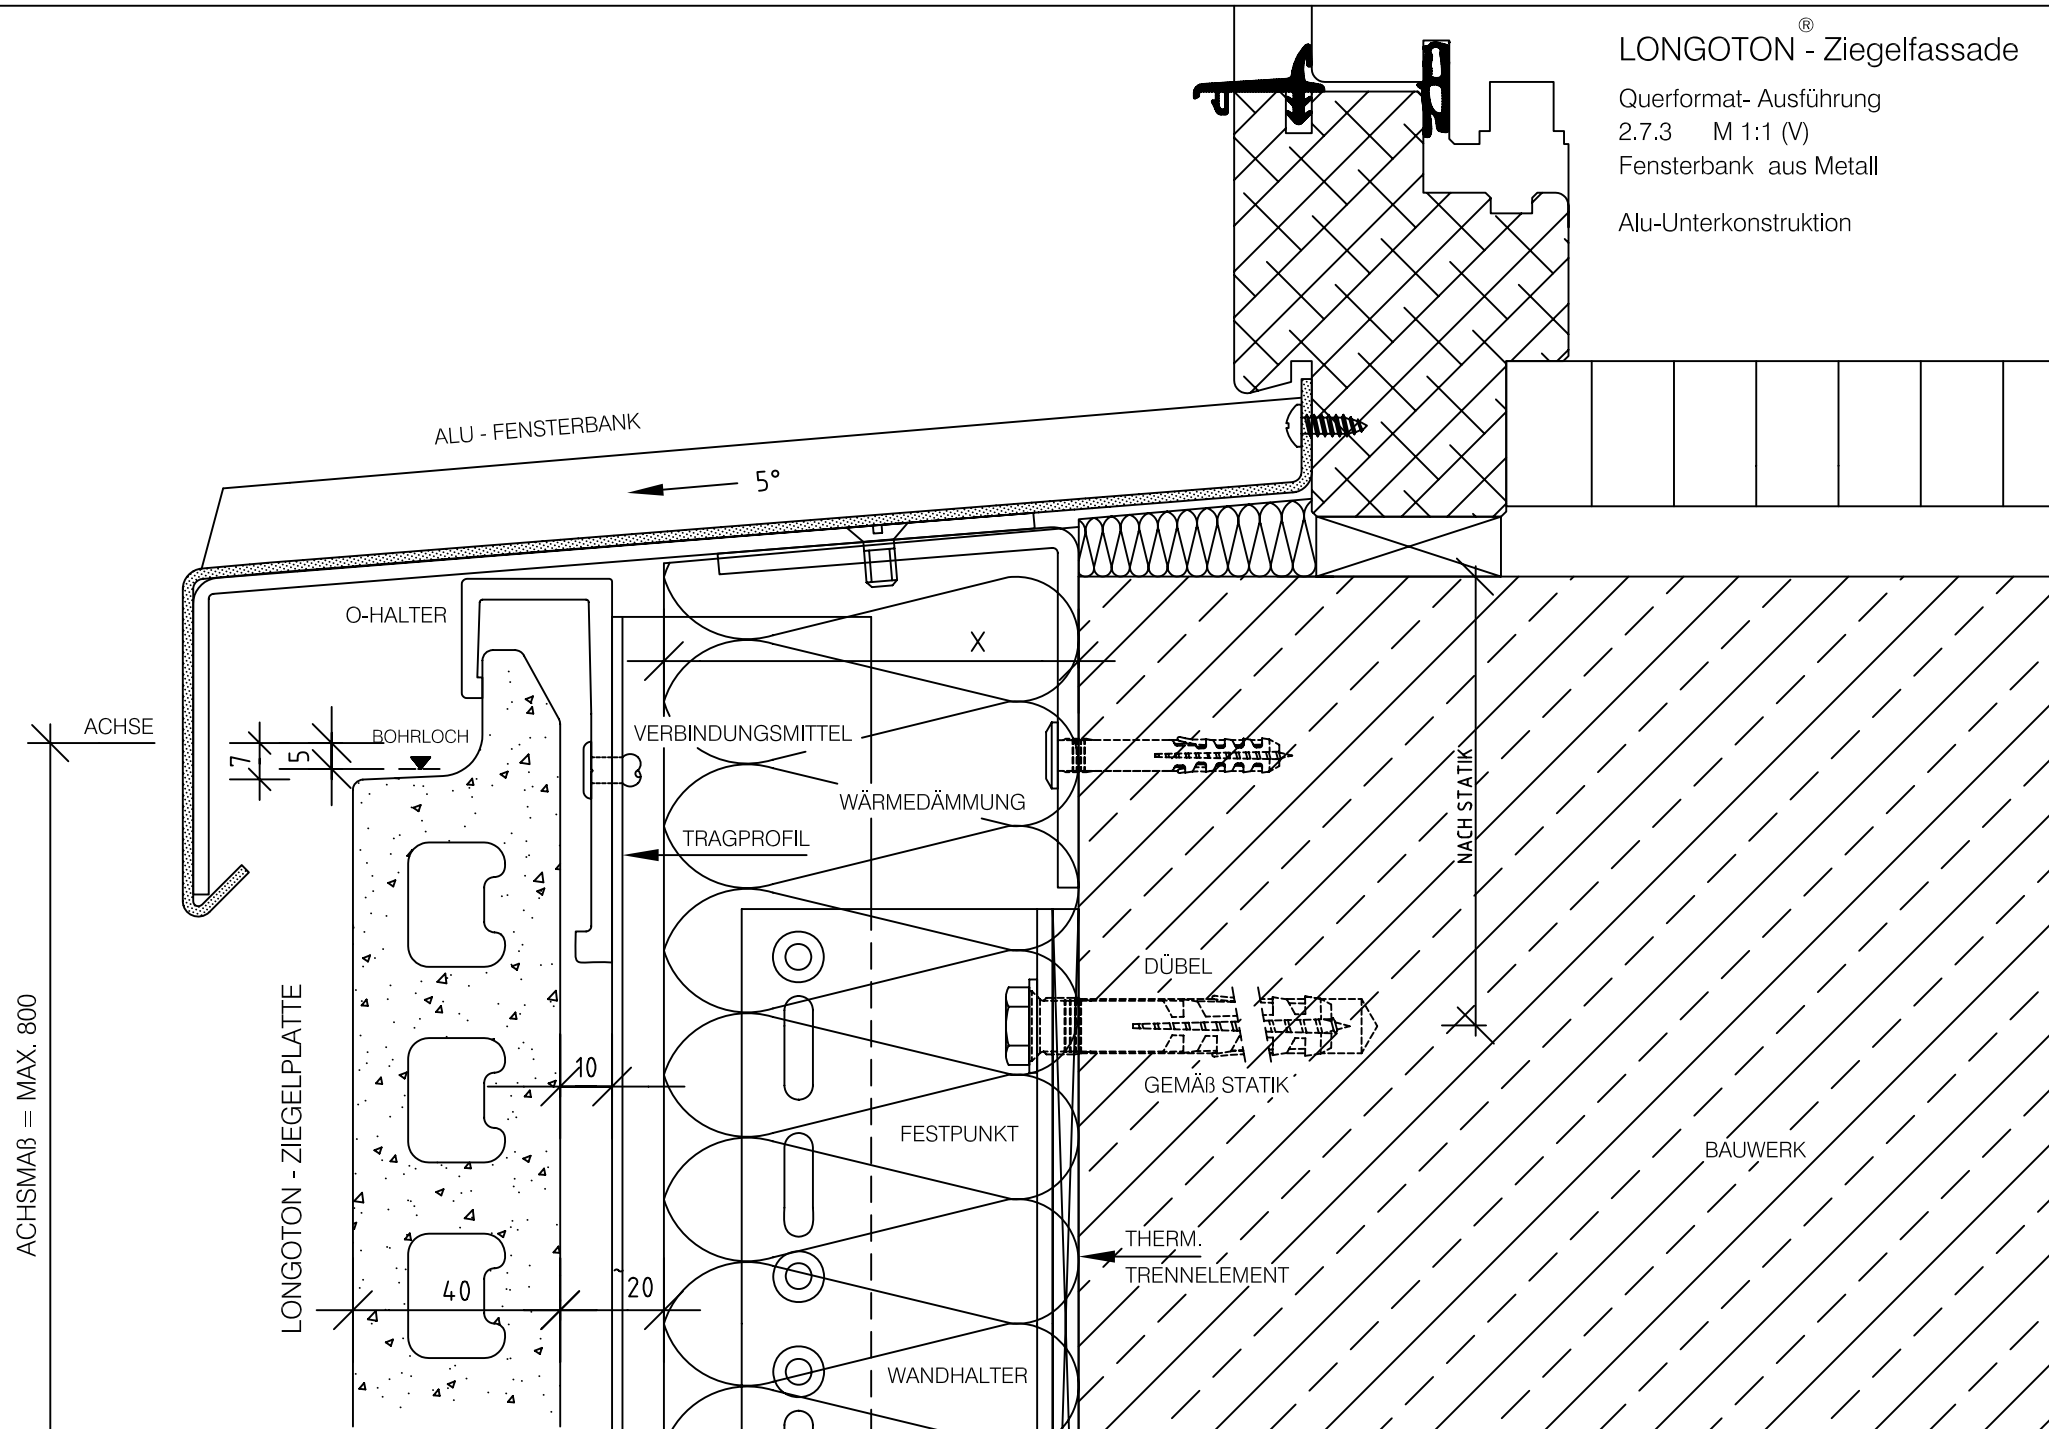 LONGOTON® - Ziegelfassade
Querformat- Ausführung
2.7.3 M 1:1 (V)
Fensterbank aus Metall
Alu-Unterkonstruktion
ALU - FENSTERBANK
5°
O-HALTER
X
ACHSE
BOHRLOCH
7
5
VERBINDUNGSMITTEL
WÄRMEDÄMMUNG
TRAGPROFIL
NACH STATIK
DÜBEL
GEMÄß STATIK
ACHSMAß = MAX. 800
LONGOTON - ZIEGELPLATTE
10
FESTPUNKT
BAUWERK
THERM.
TRENNELEMENT
40
20
WANDHALTER